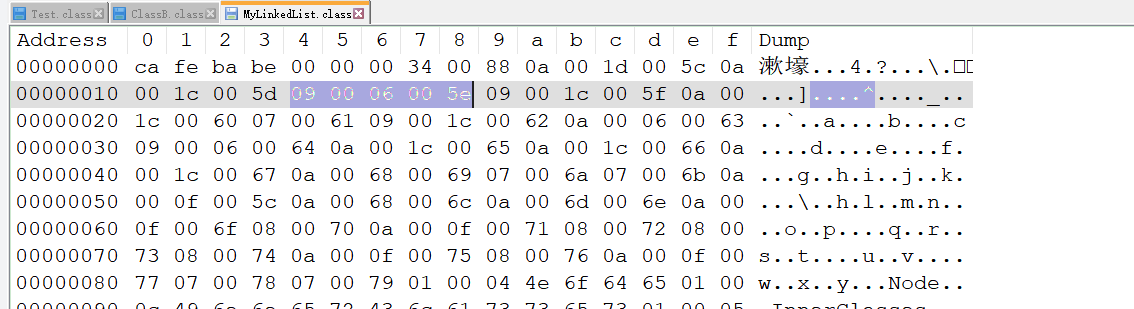 Test.class ClassB.class MyLinkedList.class
Address 0 1 2 3 4 5 6 7 8 9 a b c d e f Dump
00000000 ca fe ba be 00 00 00 34 00 88 0a 00 1d 00 5c 0a 漱壕...4.?...\.□□
00000010 00 1c 00 5d 09 00 06 00 5e 09 00 1c 00 5f 0a 00 ...]....^...._..
00000020 1c 00 60 07 00 61 09 00 1c 00 62 0a 00 06 00 63 ..`..a....b....c
00000030 09 00 06 00 64 0a 00 1c 00 65 0a 00 1c 00 66 0a ....d....e....f.
00000040 00 1c 00 67 0a 00 68 00 69 07 00 6a 07 00 6b 0a ...g..h.i..j..k.
00000050 00 0f 00 5c 0a 00 68 00 6c 0a 00 6d 00 6e 0a 00 ...\..h.l..m.n..
00000060 0f 00 6f 08 00 70 0a 00 0f 00 71 08 00 72 08 00 ..o..p....q..r..
00000070 73 08 00 74 0a 00 0f 00 75 08 00 76 0a 00 0f 00 s..t....u..v....
00000080 77 07 00 78 07 00 79 01 00 04 4e 6f 64 65 01 00 w..x..y...Node..